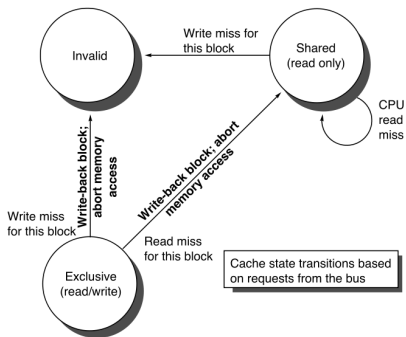 Invalid
Write miss for
this block
Shared
(read only)
CPU
read
miss
Write-back block;
abort memory
access
Write-back block; abort
memory access
Write miss
for this block
Read miss
for this block
Exclusive
(read/write)
Cache state transitions based
on requests from the bus